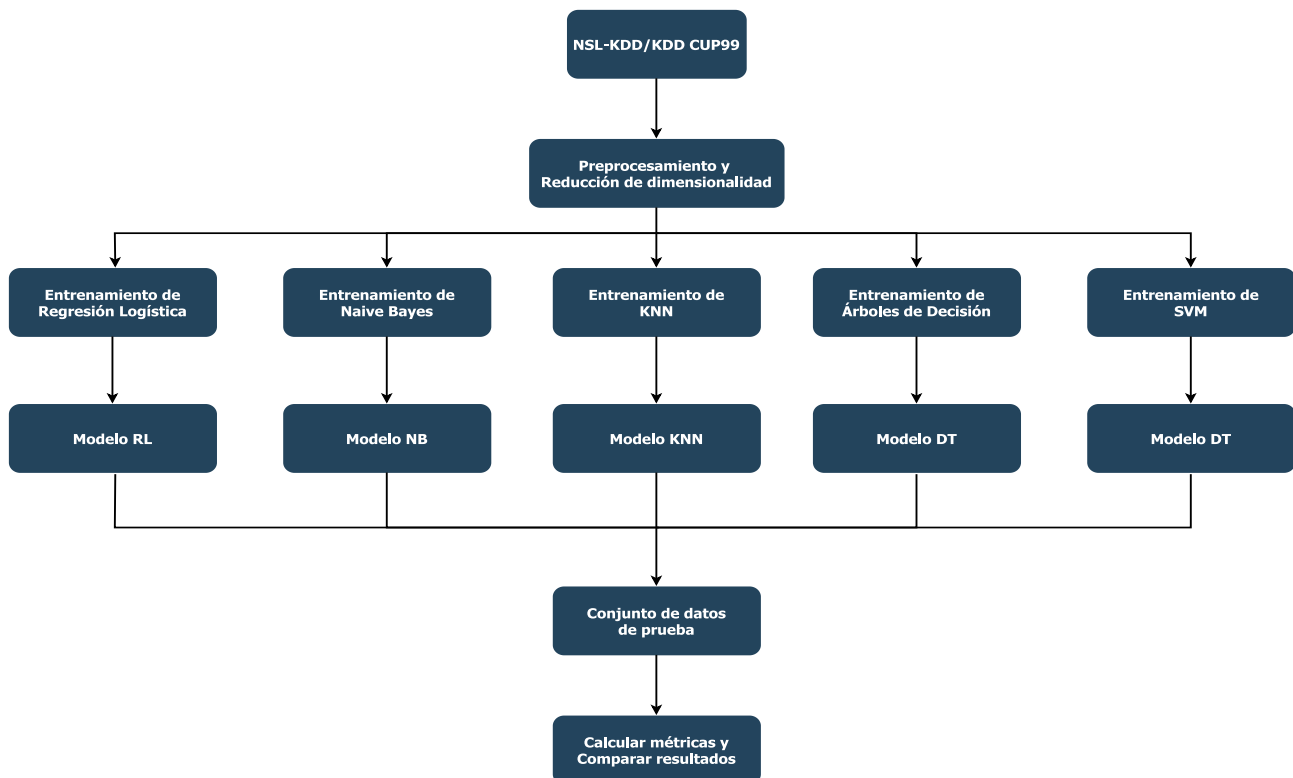 NSL-KDD/KDD CUP99
Preprocesamiento y
Reducción de dimensionalidad
Entrenamiento de
Regresión Logística
Entrenamiento de
Naive Bayes
Entrenamiento de
KNN
Entrenamiento de
Árboles de Decisión
Entrenamiento de
SVM
Modelo RL
Modelo NB
Modelo KNN
Modelo DT
Modelo DT
Conjunto de datos
de prueba
Calcular métricas y
Comparar resultados